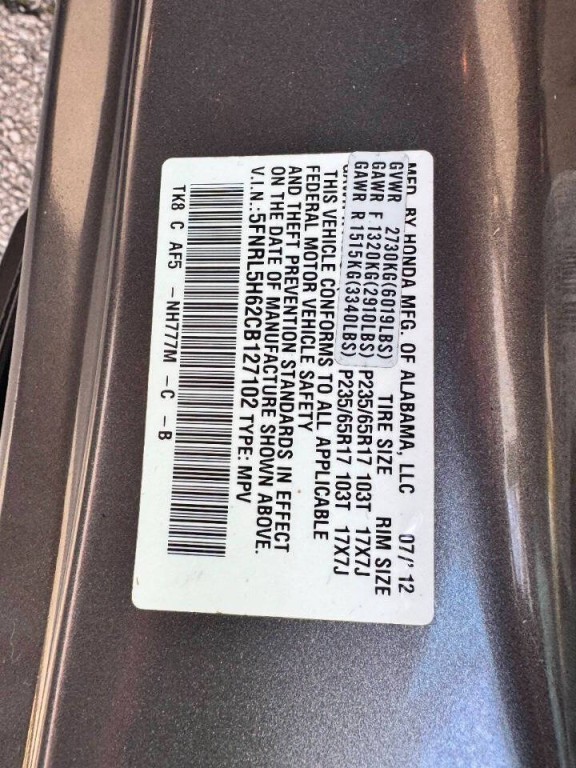 MFD. BY HONDA MFG. OF ALABAMA, LLC 07/'12
GVWR 2730KG(6019LBS) TIRE SIZE RIM SIZE
GAWR F 1320KG(2910LBS) P235/65R17 103T 17X7J
GAWR R 1515KG(3340LBS) P235/65R17 103T 17X7J
THIS VEHICLE CONFORMS TO ALL APPLICABLE
FEDERAL MOTOR VEHICLE SAFETY
AND THEFT PREVENTION STANDARDS IN EFFECT
ON THE DATE OF MANUFACTURE SHOWN ABOVE.
V.I.N.:5FNRL5H62CB127102 TYPE: MPV
TK8 C AF5 -NH777M -C -B